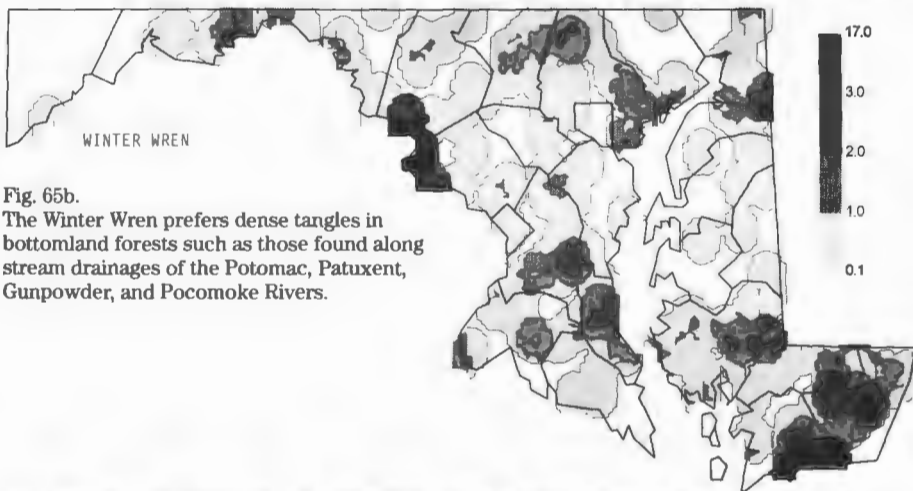 17.0
3.0
2.0
1.0
0.1
WINTER WREN
Fig. 65b.
The Winter Wren prefers dense tangles in
bottomland forests such as those found along
stream drainages of the Potomac, Patuxent,
Gunpowder, and Pocomoke Rivers.